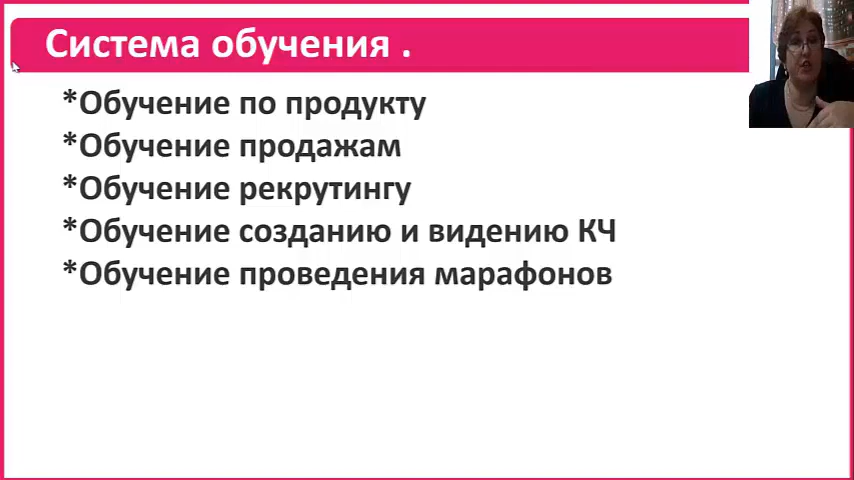 Система обучения .
*Обучение по продукту
*Обучение продажам
*Обучение рекрутингу
*Обучение созданию и видению КЧ
*Обучение проведения марафонов